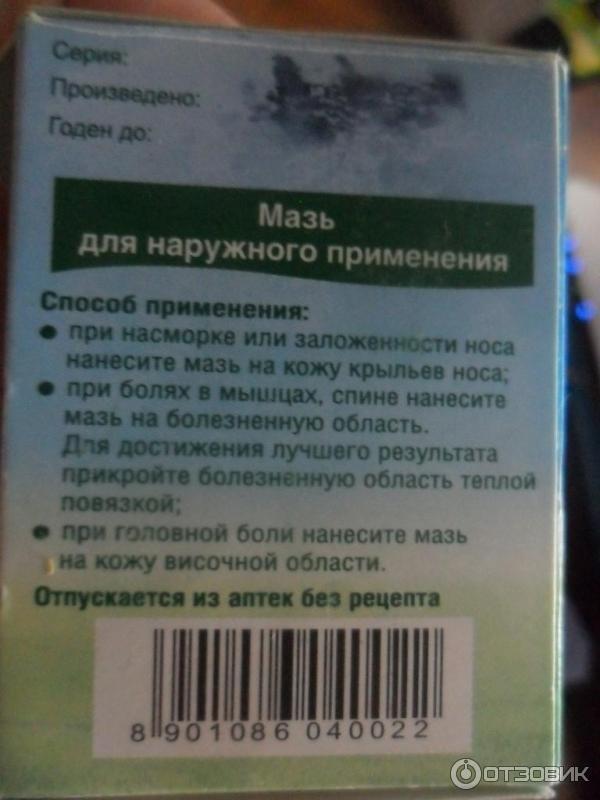 Серия:
Произведено:
Годен до:
Мазь
для наружного применения
Способ применения:
● при насморке или заложенности носа
нанесите мазь на кожу крыльев носа;
● при болях в мышцах, спине нанесите
мазь на болезненную область.
Для достижения лучшего результата
прикройте болезненную область теплой
повязкой;
● при головной боли нанесите мазь
на кожу височной области.
Отпускается из аптек без рецепта
8 901086 040022
ОТЗОВИК